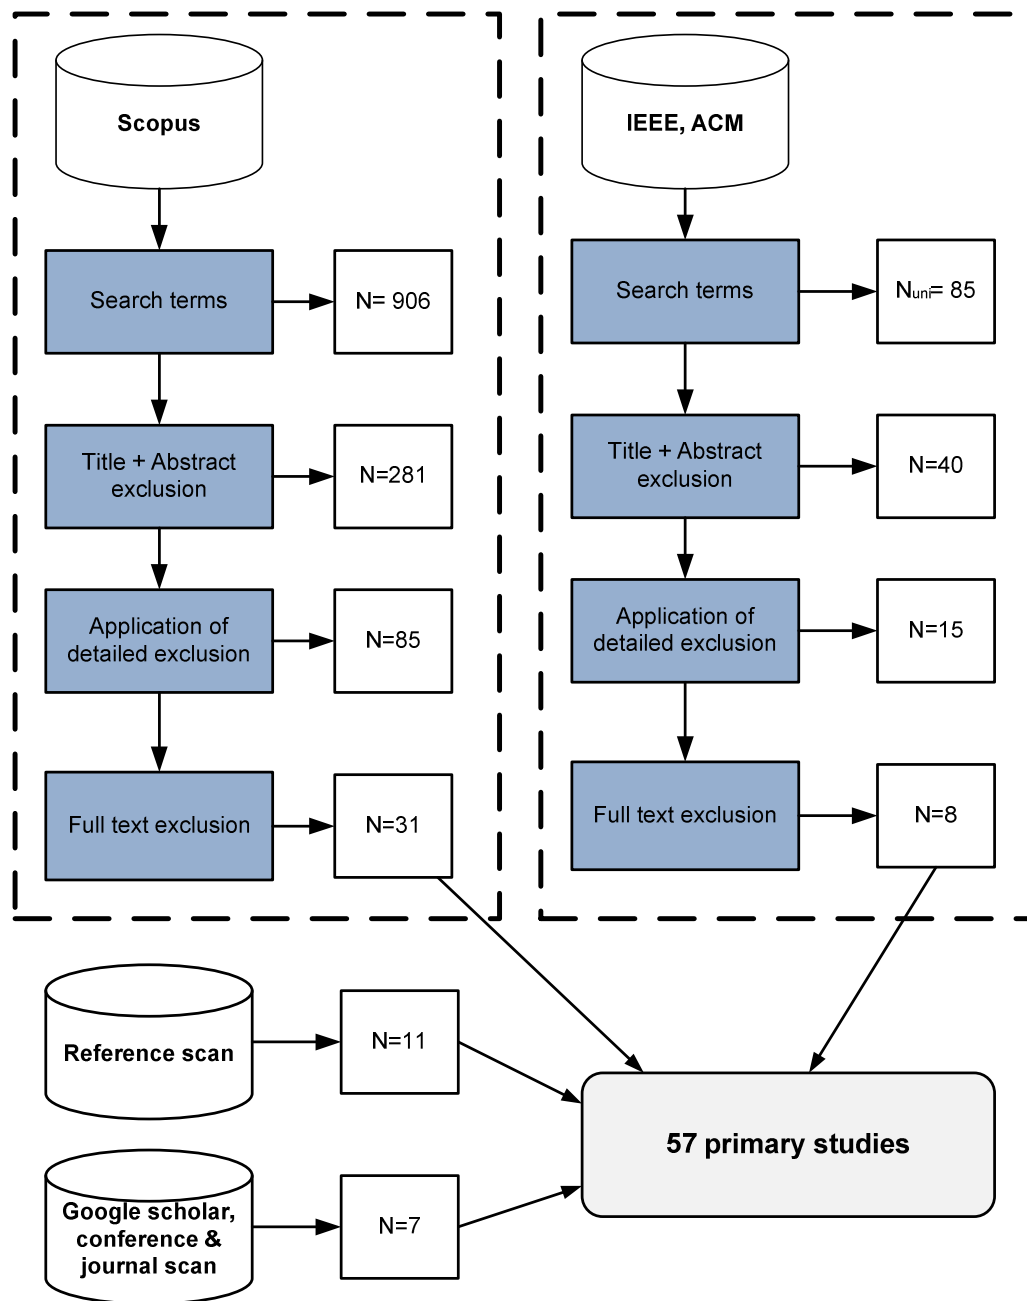 Scopus
Search terms
N= 906
Title + Abstract
exclusion
N=281
Application of
detailed exclusion
N=85
Full text exclusion
N=31
IEEE, ACM
Search terms
Nuni= 85
Title + Abstract
exclusion
N=40
Application of
detailed exclusion
N=15
Full text exclusion
N=8
Reference scan
N=11
Google scholar,
conference &
journal scan
N=7
57 primary studies